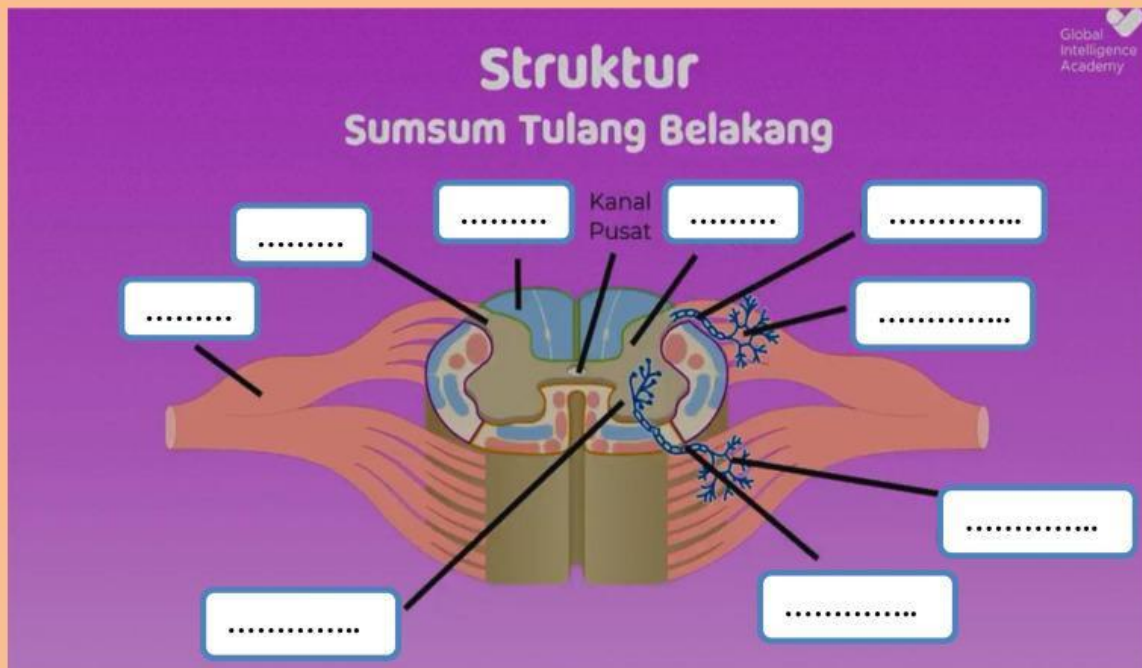 Global
Intelligence
Academy
Struktur
Sumsum Tulang Belakang
.........
Kanal
Pusat
.........
..............
.........
.........
..............
..............
..............
..............